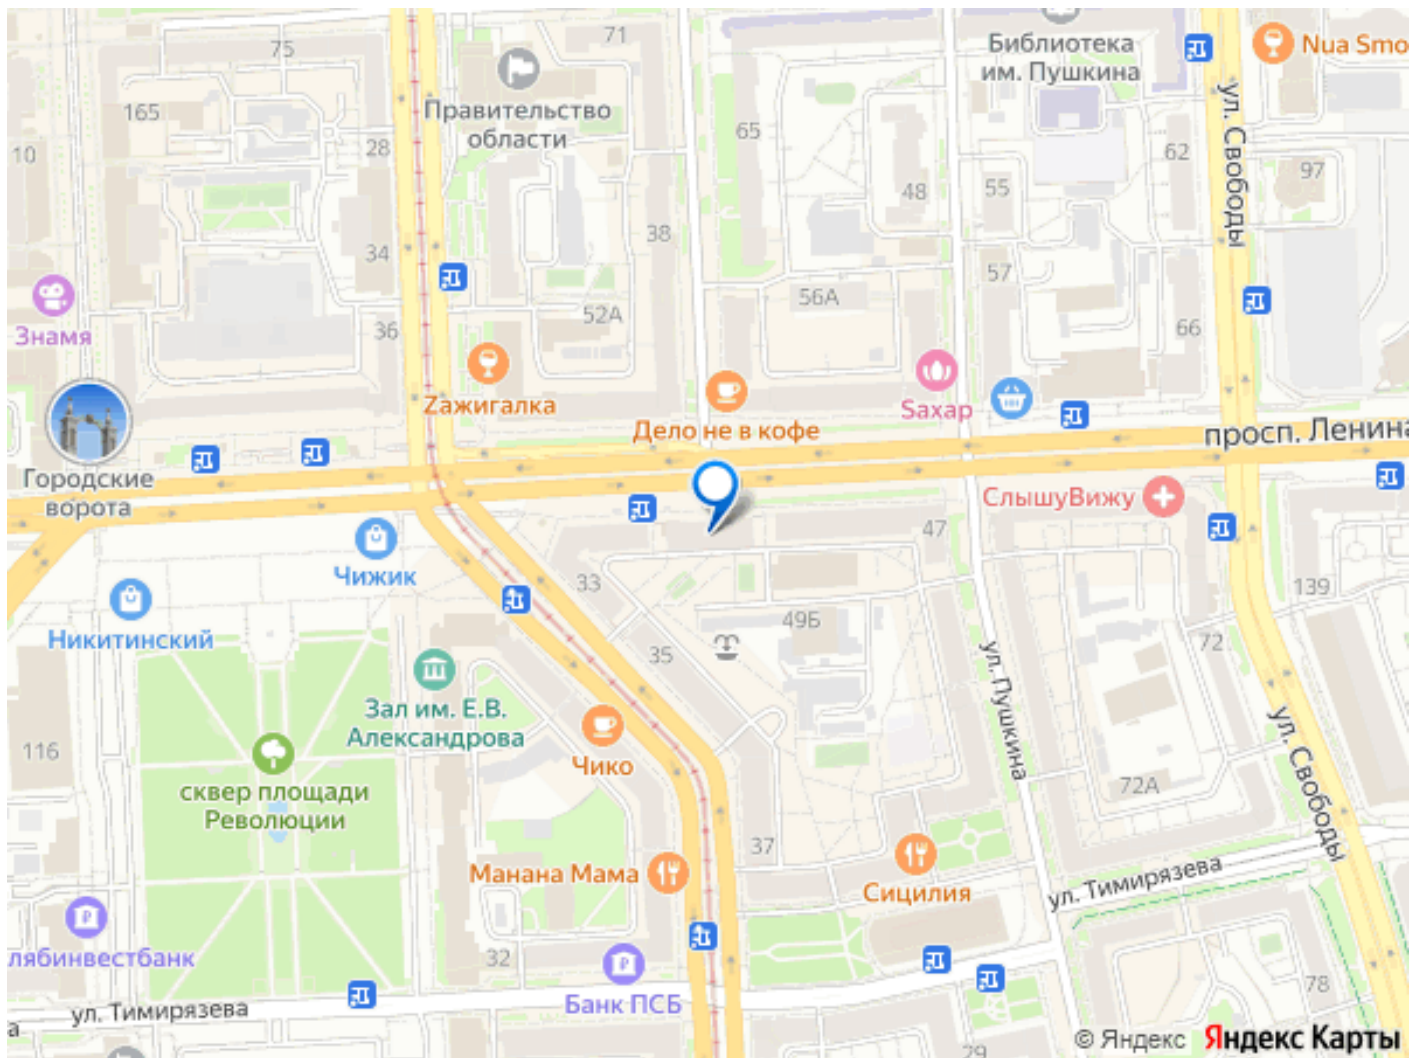 75
71
Библиотека
им. Пушкина
Nua Smo
Правительство
области
165
28
65
62
97
10
48
55
ул. Свободы
38
34
57
56А
52А
66
Знамя
36
Zажигалка
Sахар
Дело не в кофе
просп. Ленина
Городские
ворота
СлышуВижу
47
Чижик
33
139
49Б
Никитинский
72
35
ул. Пушкина
Зал им. Е.В.
Александрова
116
Чико
ул. Свободы
сквер площади
Революции
72А
37
Манана Мама
Сицилия
ул. Тимирязева
лябинвестбанк
32
78
Банк ПСБ
ул. Тимирязева
а
29
© Яндекс Яндекс Карты